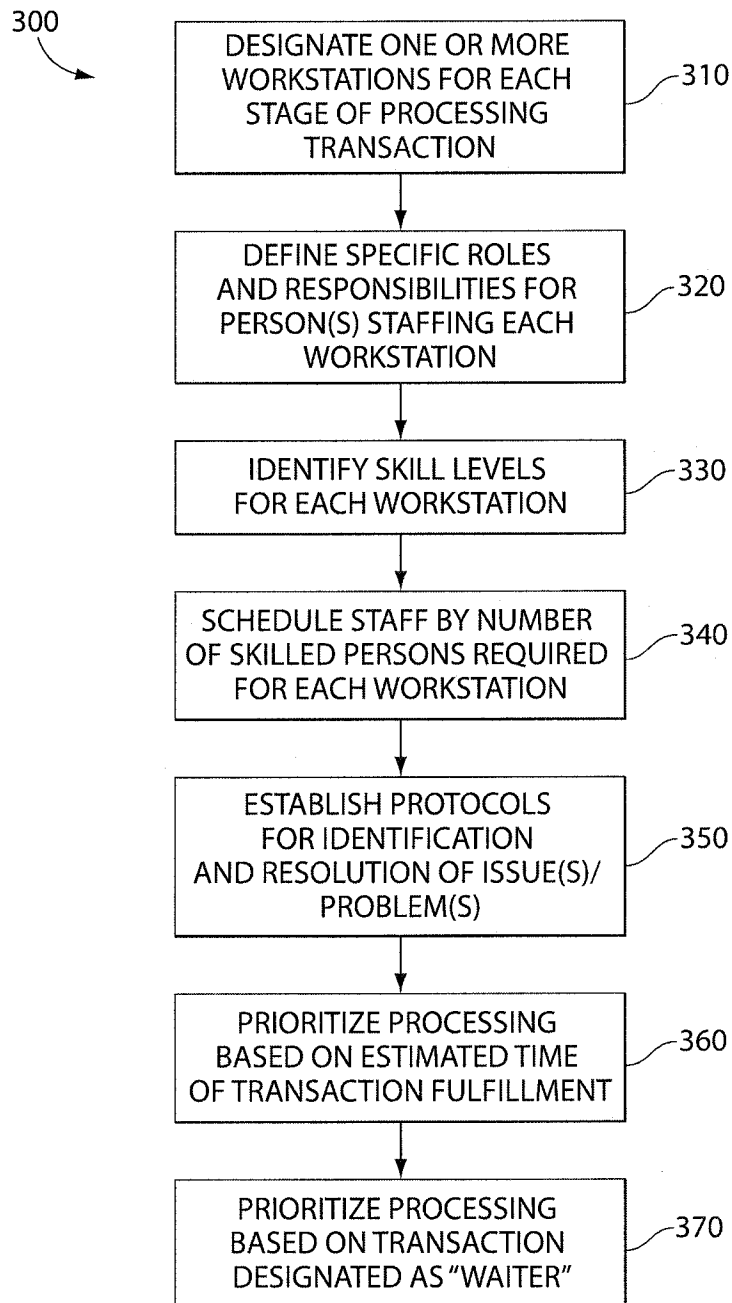 300
DESIGNATE ONE OR MORE
WORKSTATIONS FOR EACH
STAGE OF PROCESSING
TRANSACTION
310
DEFINE SPECIFIC ROLES
AND RESPONSIBILITIES FOR
PERSON(S) STAFFING EACH
WORKSTATION
320
IDENTIFY SKILL LEVELS
FOR EACH WORKSTATION
330
SCHEDULE STAFF BY NUMBER
OF SKILLED PERSONS REQUIRED
FOR EACH WORKSTATION
340
ESTABLISH PROTOCOLS
FOR IDENTIFICATION
AND RESOLUTION OF ISSUE(S)/
PROBLEM(S)
350
PRIORITIZE PROCESSING
BASED ON ESTIMATED TIME
OF TRANSACTION FULFILLMENT
360
PRIORITIZE PROCESSING
BASED ON TRANSACTION
DESIGNATED AS "WAITER"
370